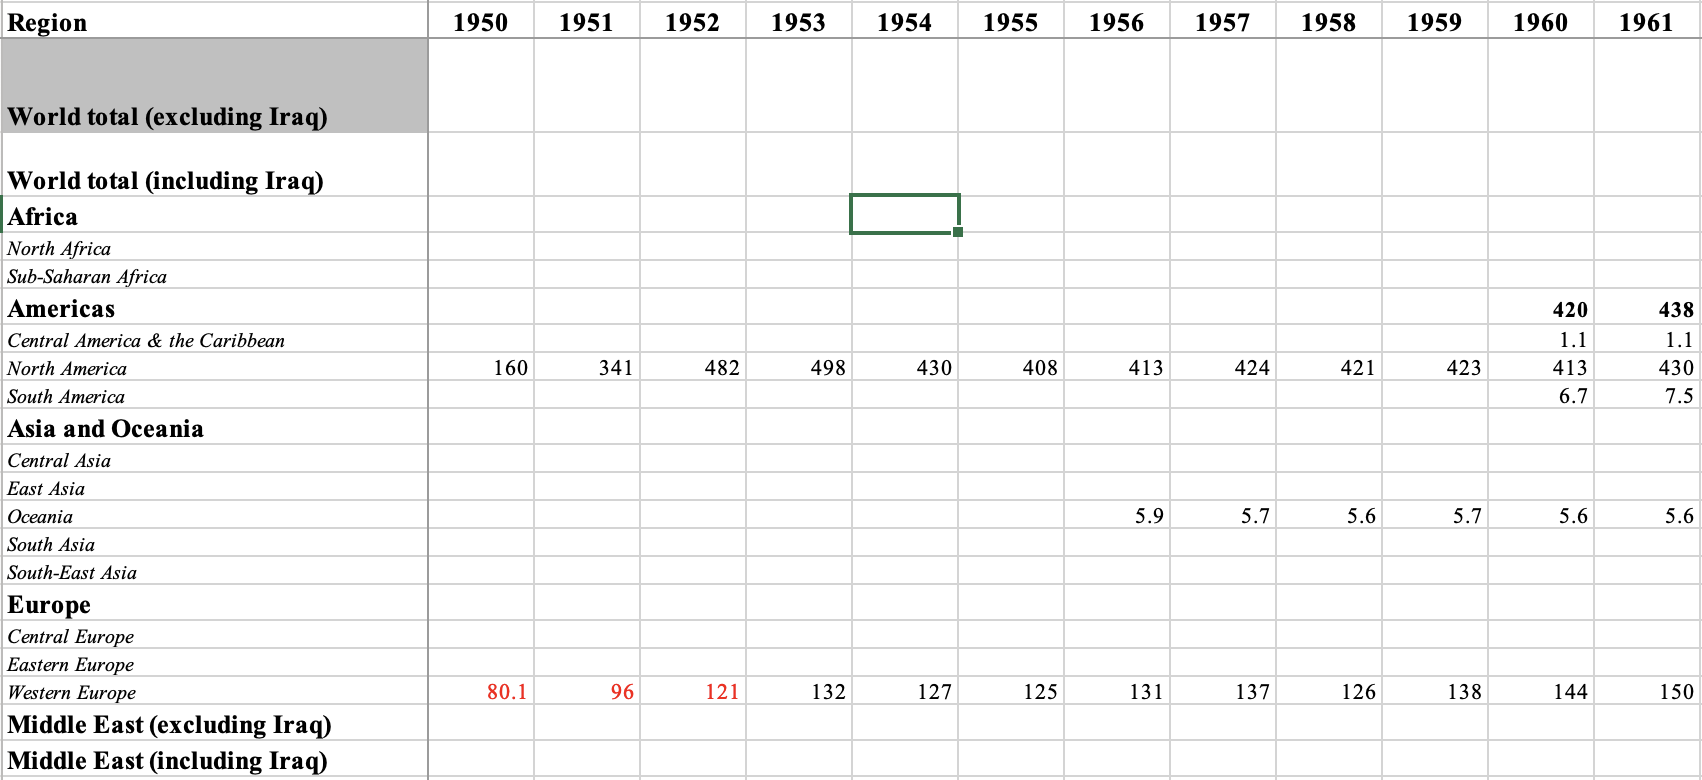 Region 1950 1951 1952 1953 1954 1955 1956 1957 1958 1959 1960 1961
World total (excluding Iraq)
World total (including Iraq)
Africa
North Africa
Sub-Saharan Africa
Americas 420 438
Central America & the Caribbean 1.1 1.1
North America 160 341 482 498 430 408 413 424 421 423 413 430
South America 6.7 7.5
Asia and Oceania
Central Asia
East Asia
Oceania 5.9 5.7 5.6 5.7 5.6 5.6
South Asia
South-East Asia
Europe
Central Europe
Eastern Europe
Western Europe 80.1 96 121 132 127 125 131 137 126 138 144 150
Middle East (excluding Iraq)
Middle East (including Iraq)